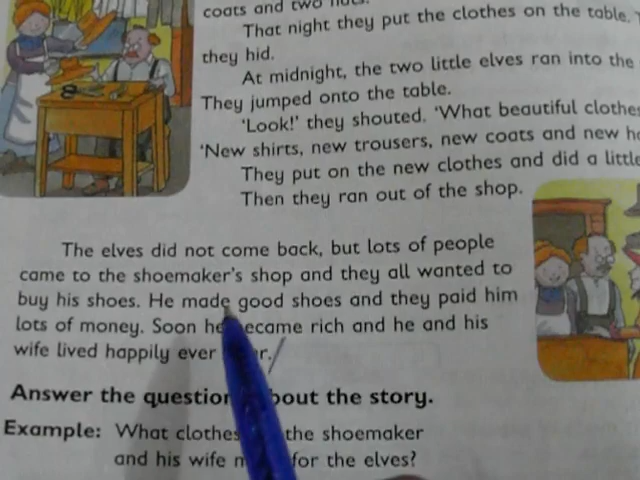 coats and two
That night they put the clothes on the table.
they hid.
At midnight, the two little elves ran into the
They jumped onto the table.
'Look!' they shouted. 'What beautiful clothes
'New shirts, new trousers, new coats and new
They put on the new clothes and did a little
Then they ran out of the shop.
The elves did not come back, but lots of people
came to the shoemaker's shop and they all wanted to
buy his shoes. He made good shoes and they paid him
lots of money. Soon he became rich and he and his
wife lived happily ever
Answer the questions about the story.
Example: What clothes the shoemaker
and his wife for the elves?